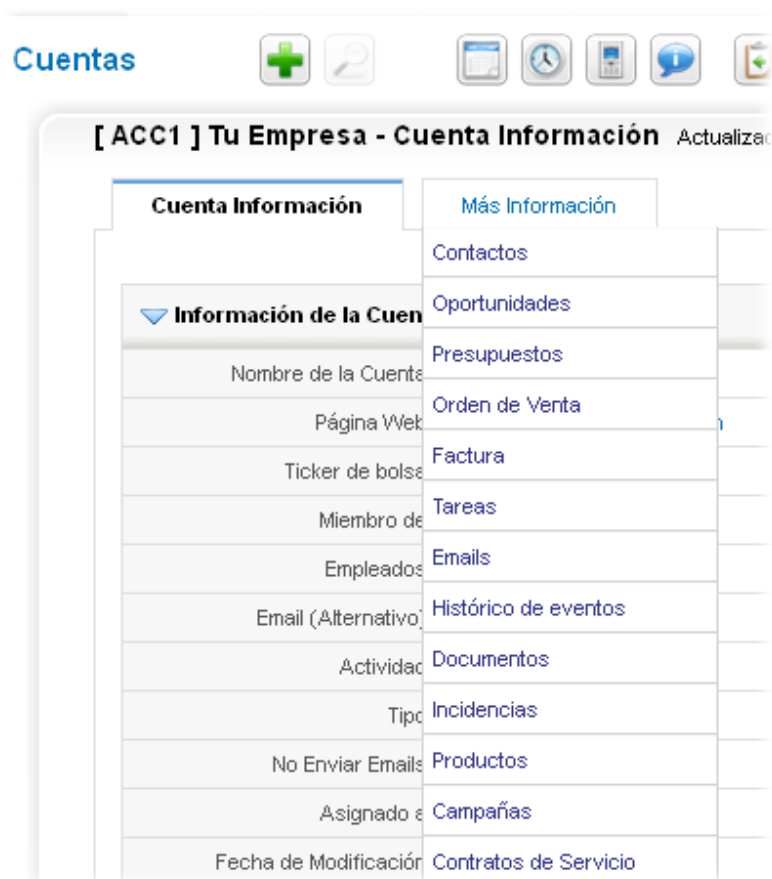 Cuentas
[ ACC1 ] Tu Empresa - Cuenta Información Actualizac
Cuenta Información
Más Información
Contactos
Oportunidades
Información de la Cuen
Presupuestos
Nombre de la Cuenta
Orden de Venta
Página Web
Factura
Ticker de bolsa
Tareas
Miembro de
Emails
Empleados
Histórico de eventos
Email (Alternativo)
Documentos
Actividad
Incidencias
Tipo
Productos
No Enviar Emails
Campañas
Asignado a
Contratos de Servicio
Fecha de Modificación